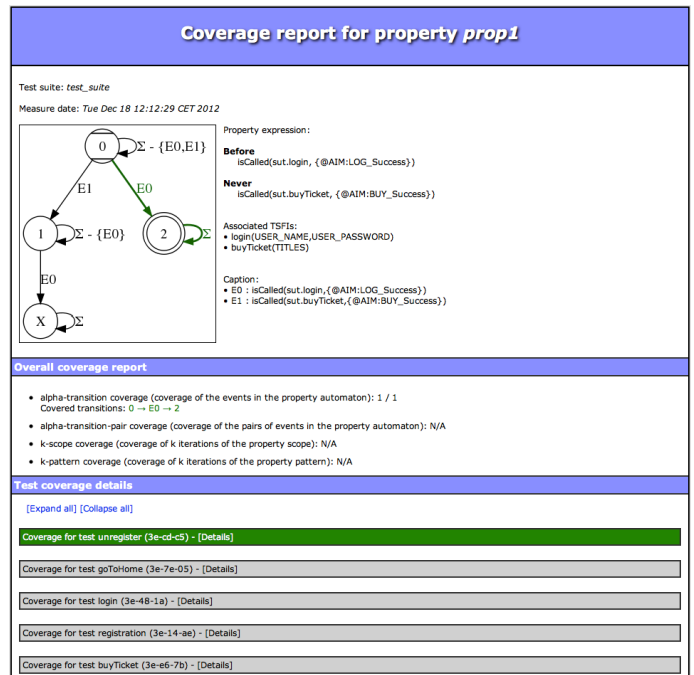 Coverage report for property prop1
Test suite: test_suite
Measure date: Tue Dec 18 12:12:29 CET 2012
0
Σ - {E0,E1}
E1
E0
1
Σ - {E0}
2
Σ
E0
X
Σ
Property expression:
Before
isCalled(sut.login, {@AIM:LOG_Success})
Never
isCalled(sut.buyTicket, {@AIM:BUY_Success})
Associated TSFIs:
• login(USER_NAME,USER_PASSWORD)
• buyTicket(TITLES)
Caption:
• E0 : isCalled(sut.login,{@AIM:LOG_Success})
• E1 : isCalled(sut.buyTicket,{@AIM:BUY_Success})
Overall coverage report
• alpha-transition coverage (coverage of the events in the property automaton): 1 / 1
Covered transitions: 0 → E0 → 2
• alpha-transition-pair coverage (coverage of the pairs of events in the property automaton): N/A
• k-scope coverage (coverage of k iterations of the property scope): N/A
• k-pattern coverage (coverage of k iterations of the property pattern): N/A
Test coverage details
[Expand all] [Collapse all]
Coverage for test unregister (3e-cd-c5) - [Details]
Coverage for test goToHome (3e-7e-05) - [Details]
Coverage for test login (3e-48-1a) - [Details]
Coverage for test registration (3e-14-ae) - [Details]
Coverage for test buyTicket (3e-e6-7b) - [Details]